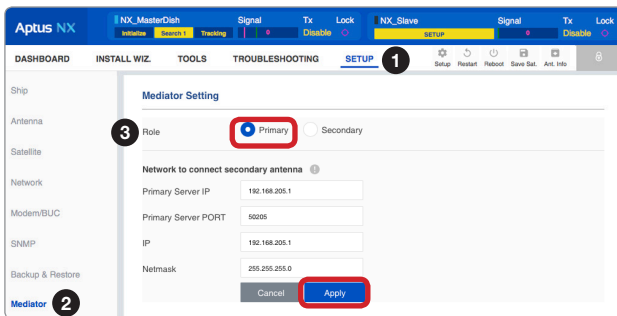 Aptus NX
NX_MasterDish Signal Tx Lock
Initialize Search 1 Tracking 0 Disable
NX_Slave Signal Tx Lock
SETUP 0 Disable
DASHBOARD INSTALL WIZ. TOOLS TROUBLESHOOTING SETUP 1
Setup Restart Reboot Save Sat. Ant. Info
Ship
Antenna
Satellite
Network
Modem/BUC
SNMP
Backup & Restore
Mediator 2
Mediator Setting
3 Role Primary Secondary
Network to connect secondary antenna !
Primary Server IP 192.168.205.1
Primary Server PORT 50205
IP 192.168.205.1
Netmask 255.255.255.0
Cancel Apply